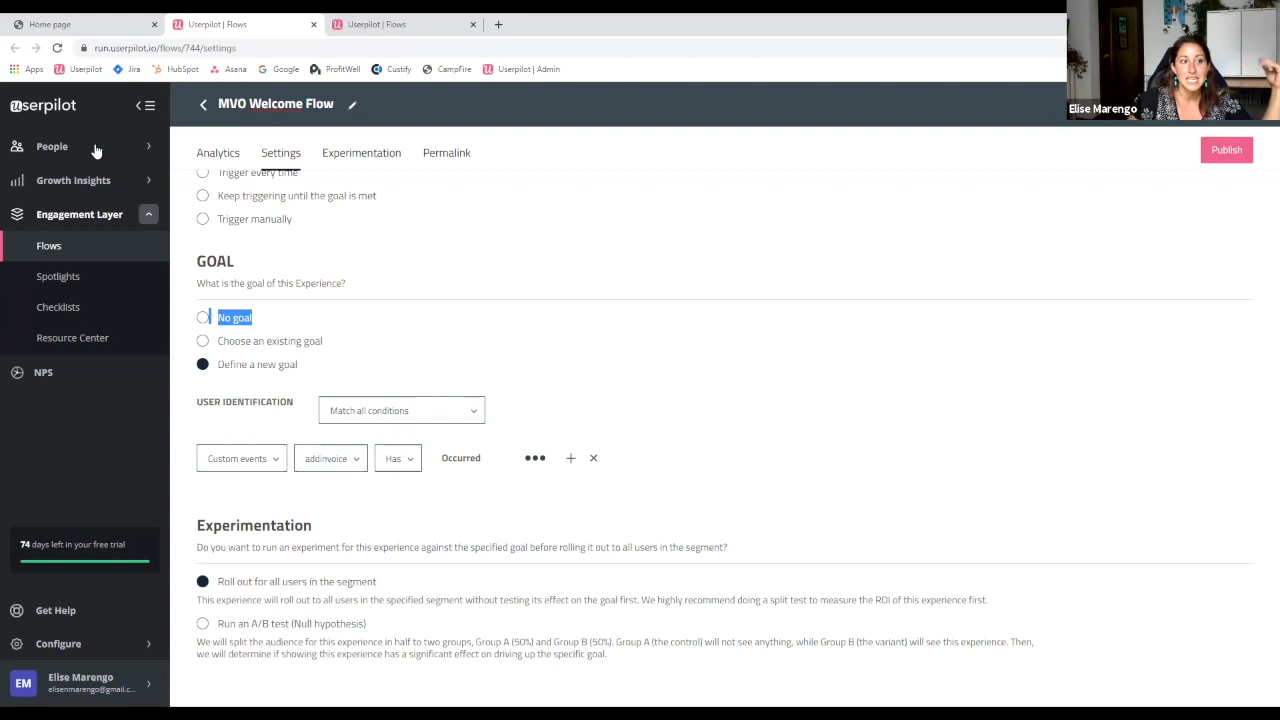 Home page
Userpilot | Flows
Userpilot | Flows
run.userpilot.io/flows/744/settings
Apps Userpilot Jira HubSpot Asana Google ProfitWell Custify CampFire Userpilot | Admin
Elise Marengo
userpilot
MVO Welcome Flow
People
Growth Insights
Engagement Layer
Flows
Spotlights
Checklists
Resource Center
NPS
74 days left in your free trial
Get Help
Configure
EM
Elise Marengo
elisenmarengo@gmail.c...
Analytics Settings Experimentation Permalink
Publish
Trigger every time
Keep triggering until the goal is met
Trigger manually
GOAL
What is the goal of this Experience?
No goal
Choose an existing goal
Define a new goal
USER IDENTIFICATION Match all conditions
Custom events addinvoice Has Occurred
Experimentation
Do you want to run an experiment for this experience against the specified goal before rolling it out to all users in the segment?
Roll out for all users in the segment
This experience will roll out to all users in the specified segment without testing its effect on the goal first. We highly recommend doing a split test to measure the ROI of this experience first.
Run an A/B test (Null hypothesis)
We will split the audience for this experience in half to two groups, Group A (50%) and Group B (50%). Group A (the control) will not see anything, while Group B (the variant) will see this experience. Then,
we will determine if showing this experience has a significant effect on driving up the specific goal.